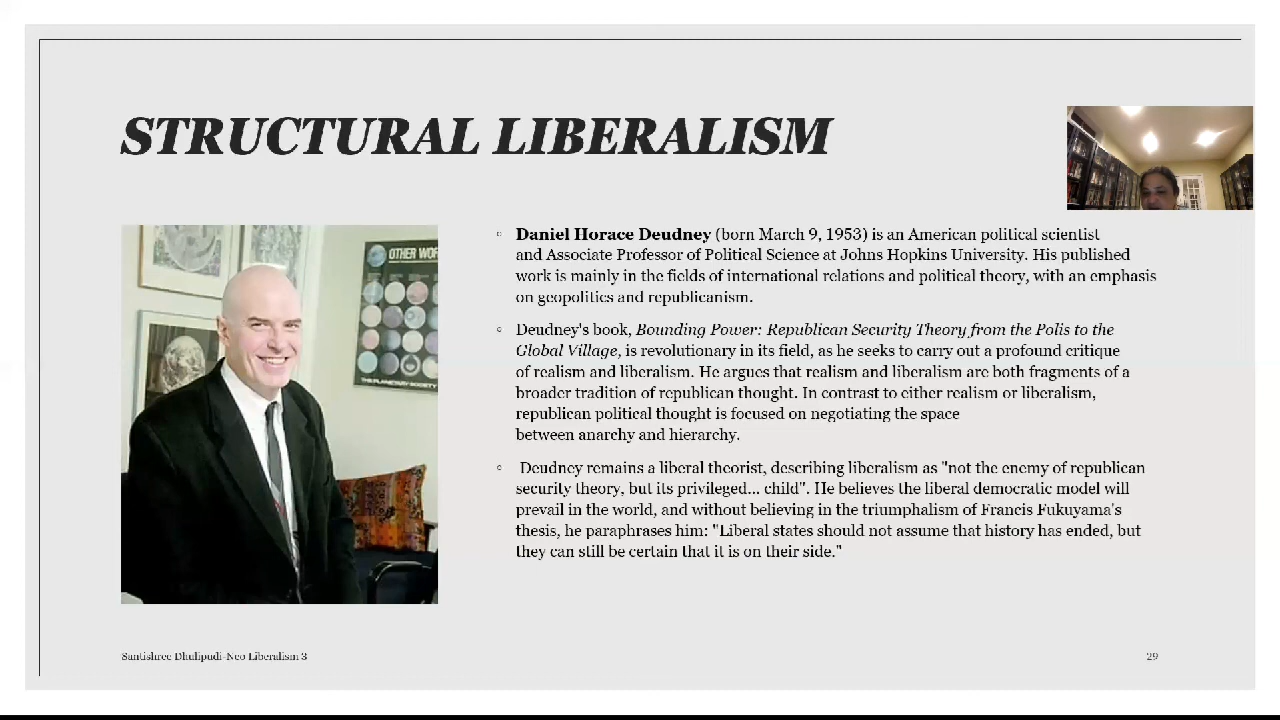 STRUCTURAL LIBERALISM
OTHER WOR
THE PLANETARY SOCIETY
Daniel Horace Deudney (born March 9, 1953) is an American political scientist
and Associate Professor of Political Science at Johns Hopkins University. His published
work is mainly in the fields of international relations and political theory, with an emphasis
on geopolitics and republicanism.
Deudney's book, Bounding Power: Republican Security Theory from the Polis to the
Global Village, is revolutionary in its field, as he seeks to carry out a profound critique
of realism and liberalism. He argues that realism and liberalism are both fragments of a
broader tradition of republican thought. In contrast to either realism or liberalism,
republican political thought is focused on negotiating the space
between anarchy and hierarchy.
Deudney remains a liberal theorist, describing liberalism as "not the enemy of republican
security theory, but its privileged... child". He believes the liberal democratic model will
prevail in the world, and without believing in the triumphalism of Francis Fukuyama's
thesis, he paraphrases him: "Liberal states should not assume that history has ended, but
they can still be certain that it is on their side."
Santishree Dhulipudi-Neo Liberalism 3
29